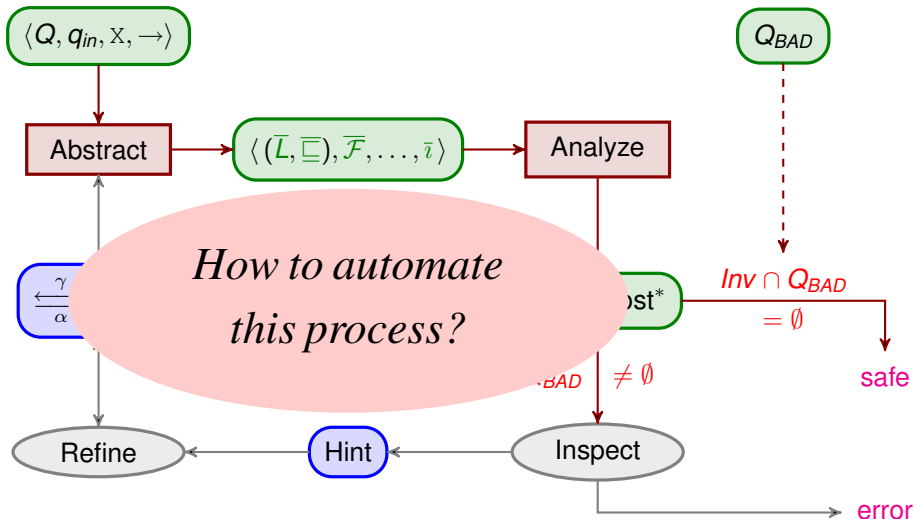 ⟨Q, q_in, X, →⟩
Q_BAD
Abstract
⟨ (L̅, ⊑̅), F̅, . . . , ῑ ⟩
Analyze
How to automate
this process?
γ
α
ost*
Inv ∩ Q_BAD
= ∅
safe
BAD
≠ ∅
Refine
Hint
Inspect
error